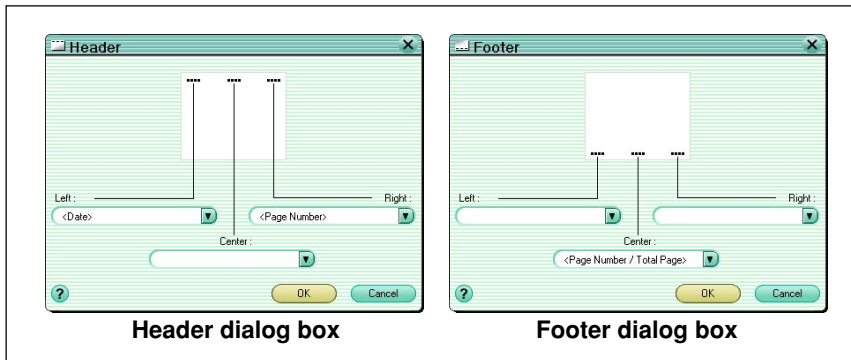 Header
Left :
Right :
<Date>
<Page Number>
Center :
? OK Cancel
Header dialog box
Footer
Left :
Right :
Center :
<Page Number / Total Page>
? OK Cancel
Footer dialog box